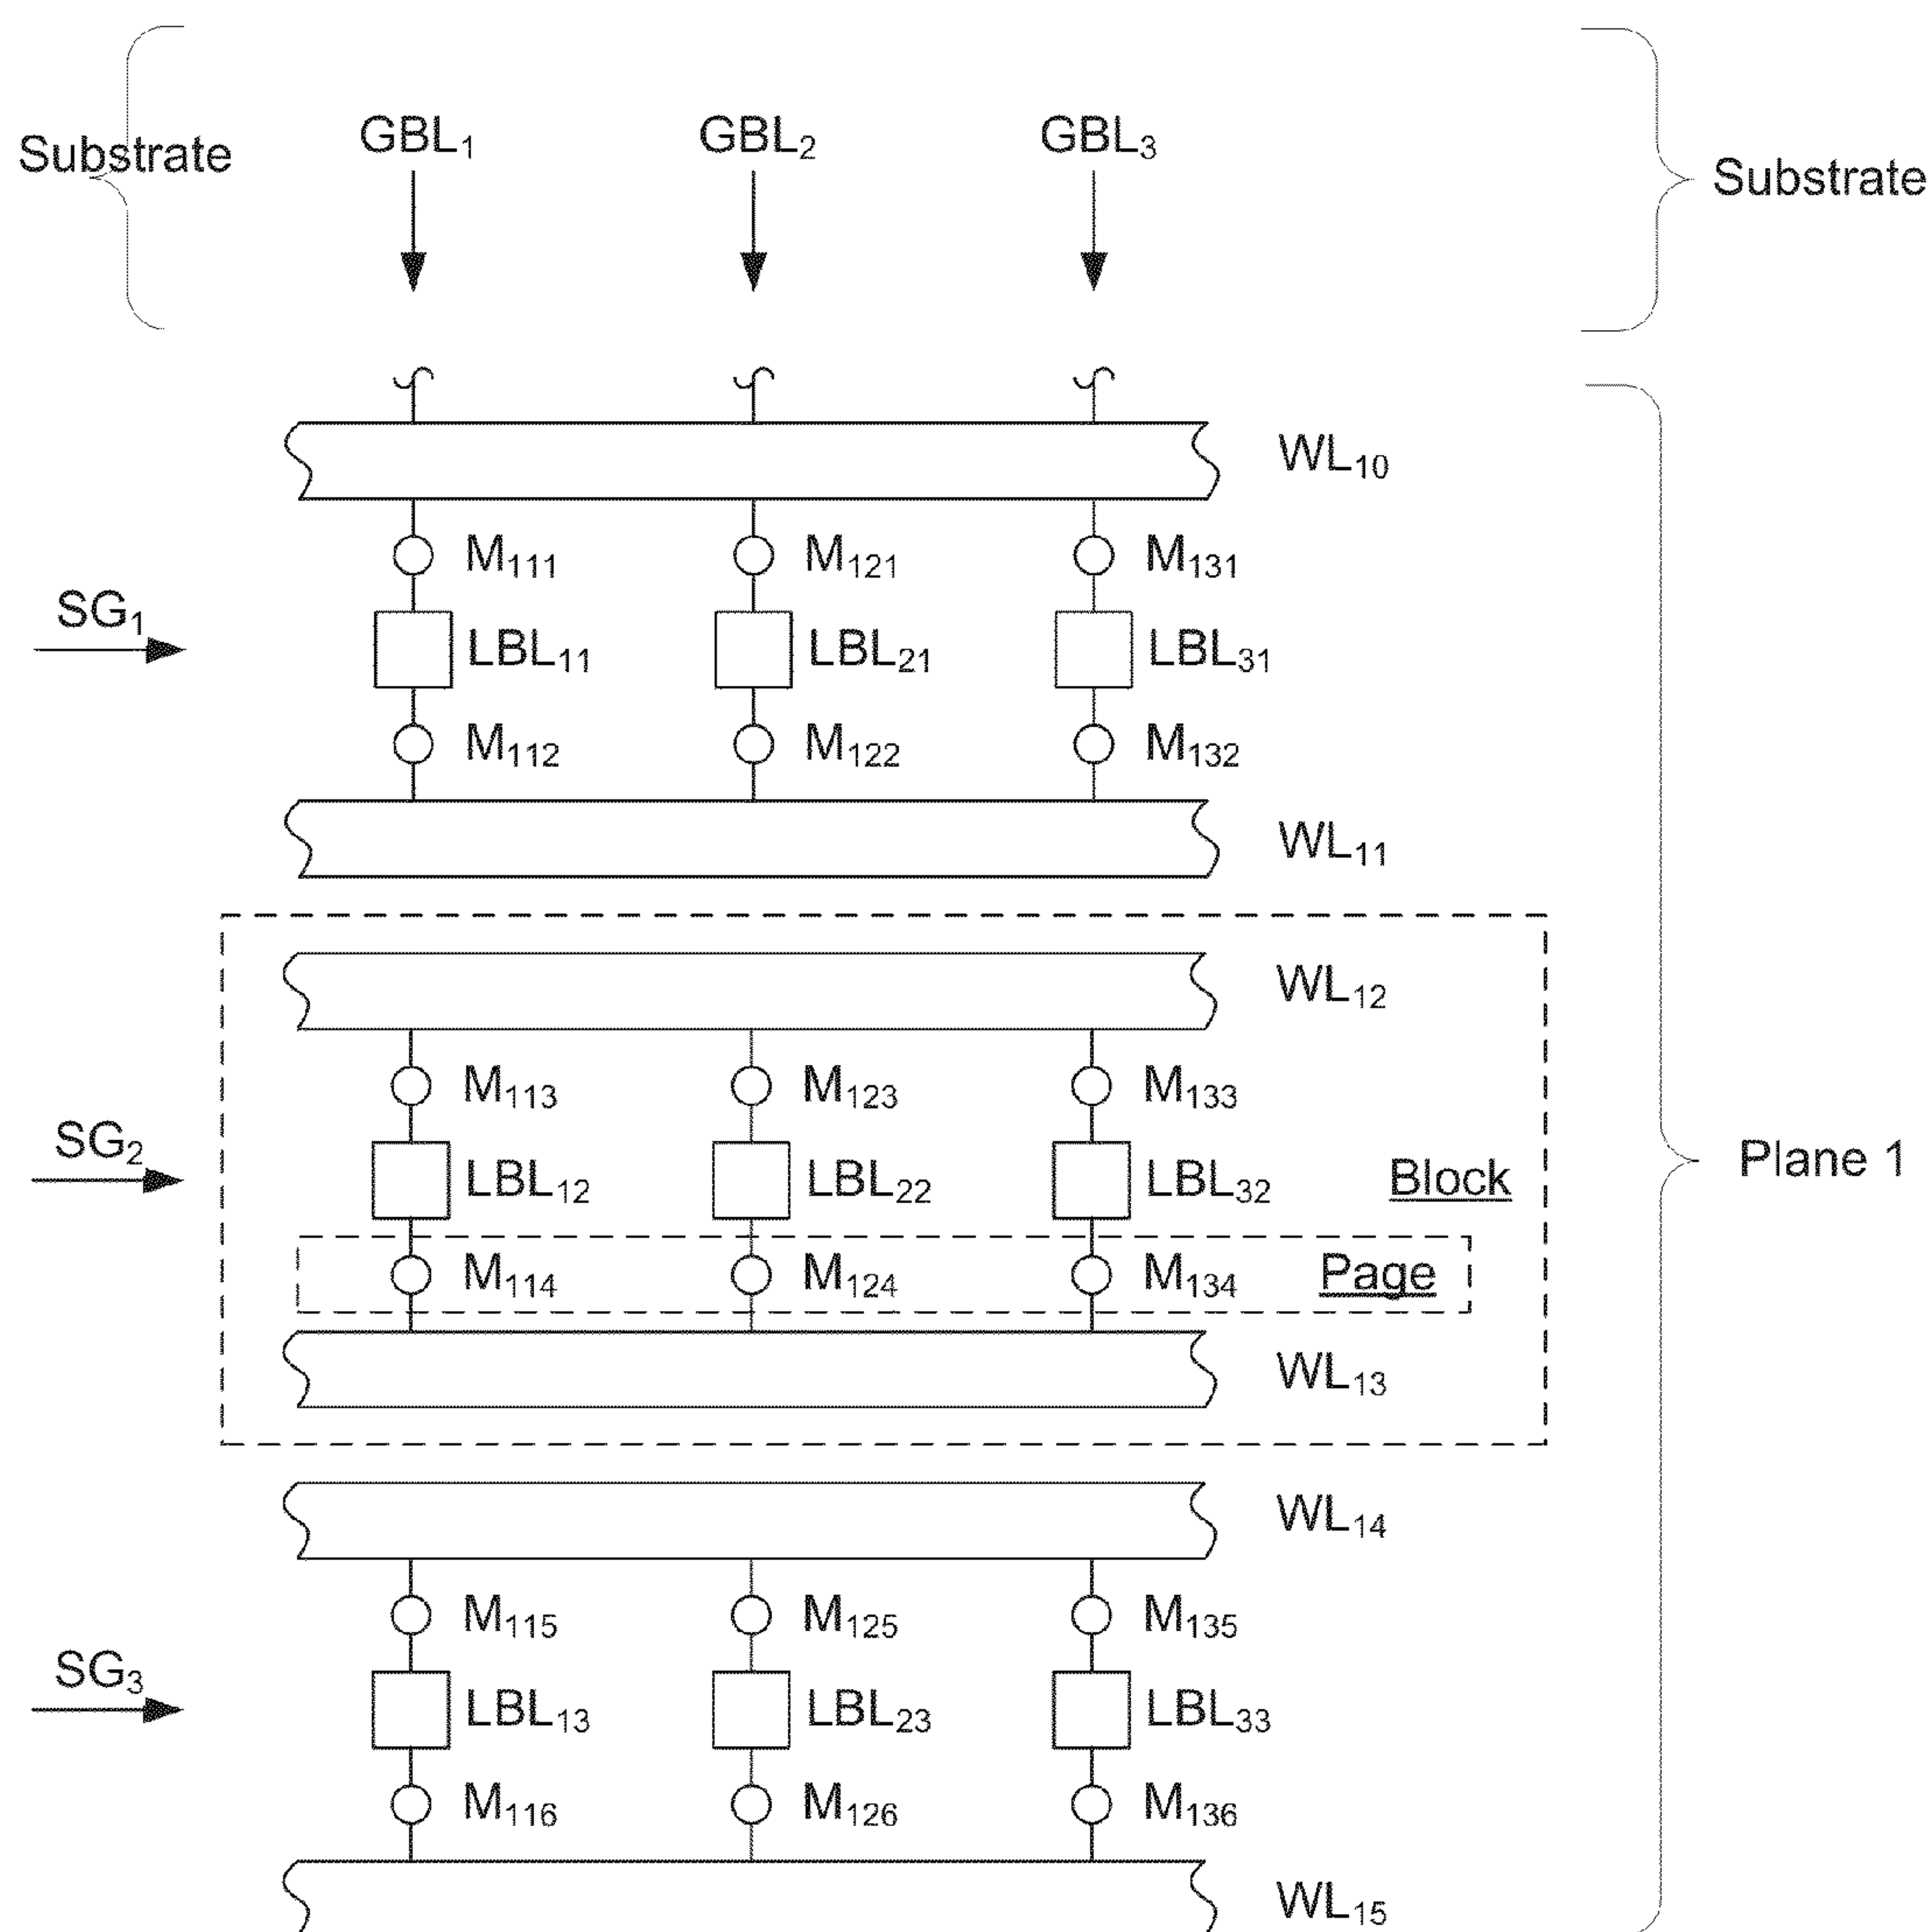 GBL₁ GBL₂ GBL₃
Substrate Substrate
WL₁₀
M₁₁₁ M₁₂₁ M₁₃₁
SG₁
LBL₁₁ LBL₂₁ LBL₃₁
M₁₁₂ M₁₂₂ M₁₃₂
WL₁₁
WL₁₂
M₁₁₃ M₁₂₃ M₁₃₃
SG₂
LBL₁₂ LBL₂₂ LBL₃₂ Block Plane 1
M₁₁₄ M₁₂₄ M₁₃₄ Page
WL₁₃
WL₁₄
M₁₁₅ M₁₂₅ M₁₃₅
SG₃
LBL₁₃ LBL₂₃ LBL₃₃
M₁₁₆ M₁₂₆ M₁₃₆
WL₁₅